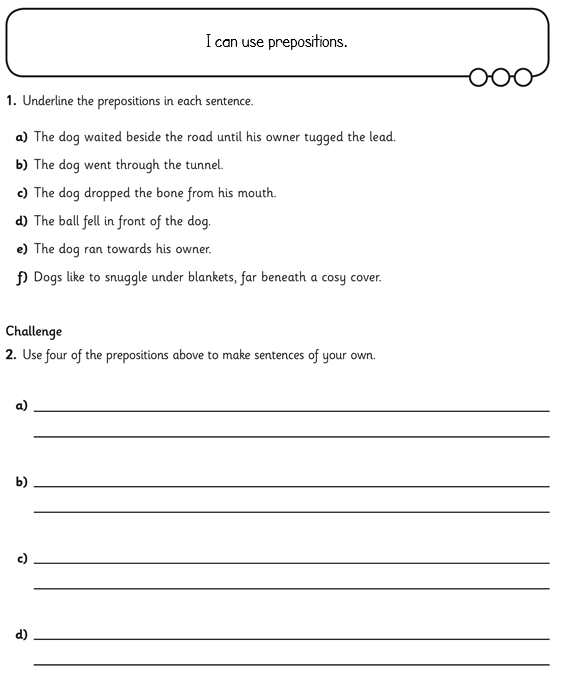 I can use prepositions.
1. Underline the prepositions in each sentence.
a) The dog waited beside the road until his owner tugged the lead.
b) The dog went through the tunnel.
c) The dog dropped the bone from his mouth.
d) The ball fell in front of the dog.
e) The dog ran towards his owner.
f) Dogs like to snuggle under blankets, far beneath a cosy cover.
Challenge
2. Use four of the prepositions above to make sentences of your own.
a)
b)
c)
d)